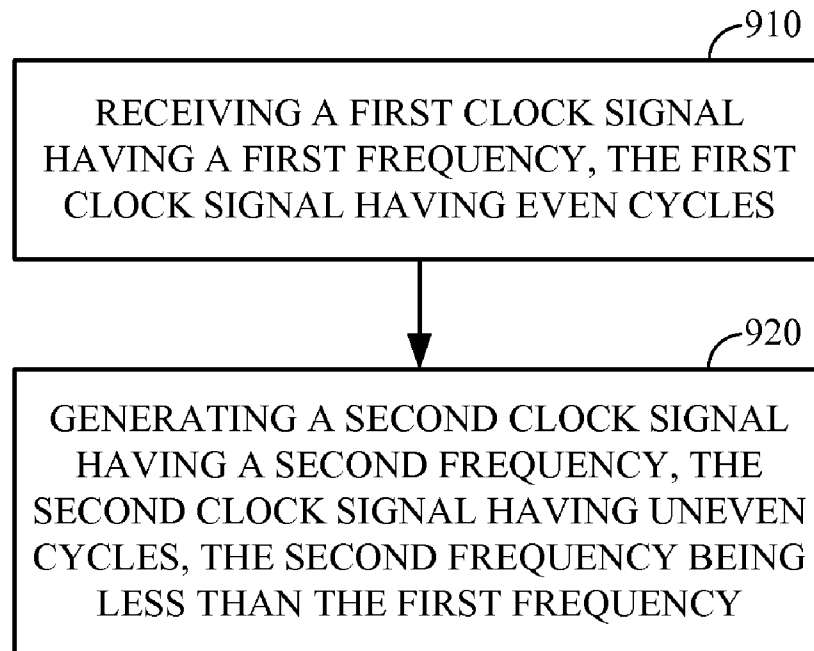 910
RECEIVING A FIRST CLOCK SIGNAL
HAVING A FIRST FREQUENCY, THE FIRST
CLOCK SIGNAL HAVING EVEN CYCLES
920
GENERATING A SECOND CLOCK SIGNAL
HAVING A SECOND FREQUENCY, THE
SECOND CLOCK SIGNAL HAVING UNEVEN
CYCLES, THE SECOND FREQUENCY BEING
LESS THAN THE FIRST FREQUENCY